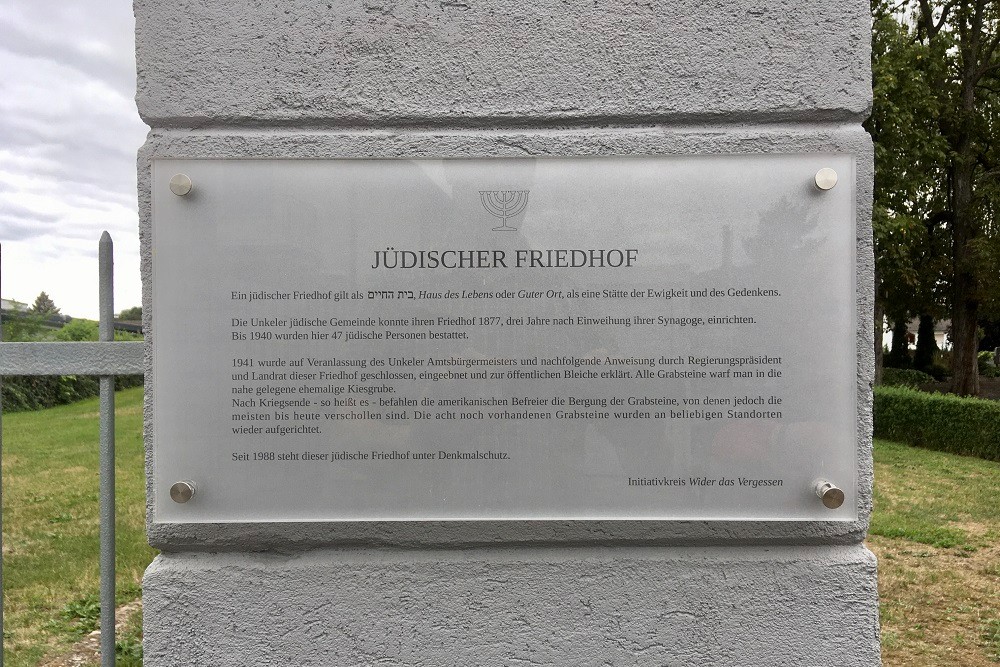 JÜDISCHER FRIEDHOF
Ein jüdischer Friedhof gilt als בית החיים, Haus des Lebens oder Guter Ort, als eine Stätte der Ewigkeit und des Gedenkens.
Die Unkeler jüdische Gemeinde konnte ihren Friedhof 1877, drei Jahre nach Einweihung ihrer Synagoge, einrichten.
Bis 1940 wurden hier 47 jüdische Personen bestattet.
1941 wurde auf Veranlassung des Unkeler Amtsbürgermeisters und nachfolgende Anweisung durch Regierungspräsident
und Landrat dieser Friedhof geschlossen, eingeebnet und zur öffentlichen Bleiche erklärt. Alle Grabsteine warf man in die
nahe gelegene ehemalige Kiesgrube.
Nach Kriegsende - so heißt es - befahlen die amerikanischen Befreier die Bergung der Grabsteine, von denen jedoch die
meisten bis heute verschollen sind. Die acht noch vorhandenen Grabsteine wurden an beliebigen Standorten
wieder aufgerichtet.
Seit 1988 steht dieser jüdische Friedhof unter Denkmalschutz.
Initiativkreis Wider das Vergessen